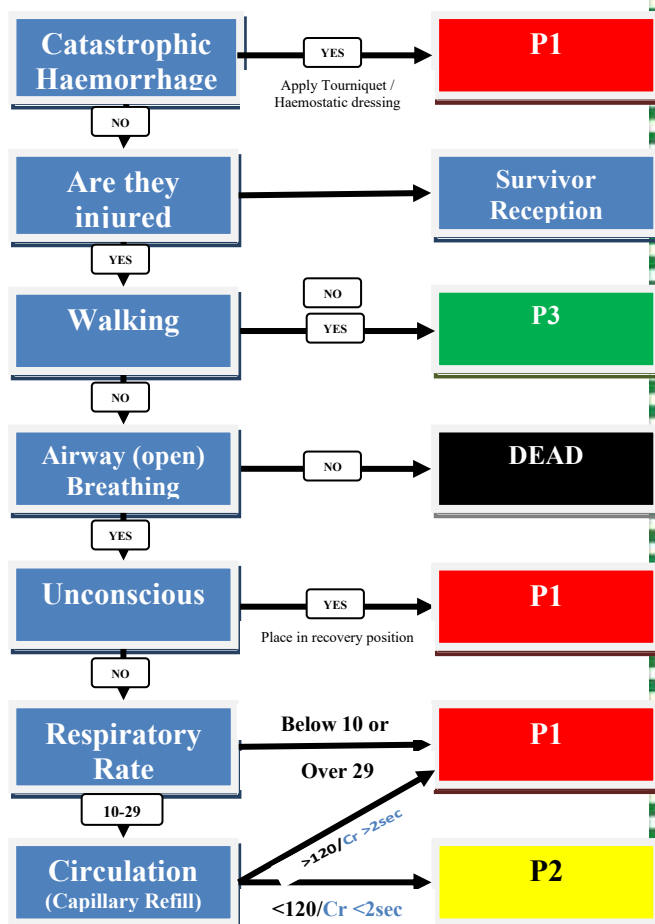 Catastrophic
Haemorrhage
YES
Apply Tourniquet /
Haemostatic dressing
P1
NO
Are they
injured
Survivor
Reception
YES
NO
Walking
YES
P3
NO
Airway (open)
Breathing
NO
DEAD
YES
Unconscious
YES
Place in recovery position
P1
NO
Respiratory
Rate
Below 10 or
Over 29
P1
10-29
>120/Cr >2sec
Circulation
(Capillary Refill)
<120/Cr <2sec
P2